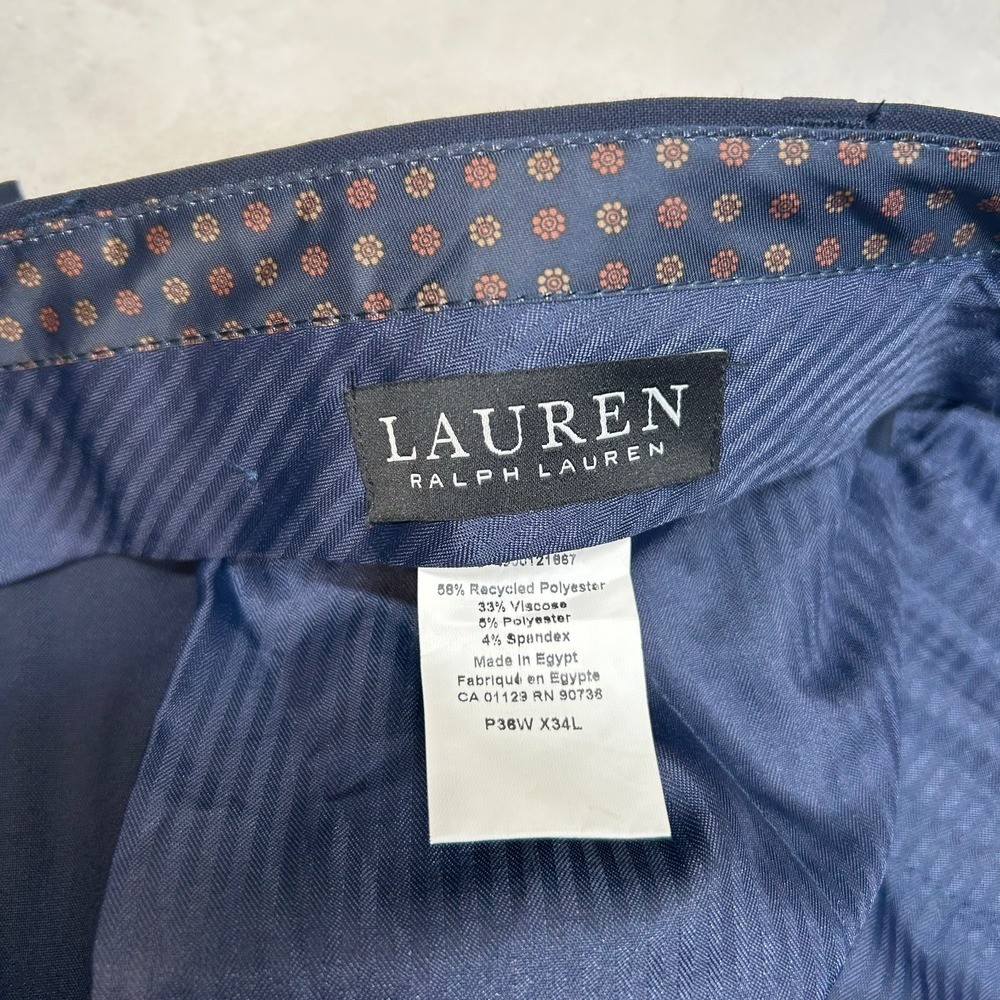 LAUREN
RALPH LAUREN
58% Recycled Polyester
33% Viscose
5% Polyester
4% Spandex
Made In Egypt
Fabriqué en Egypte
CA 01129 RN 90736
P36W X34L